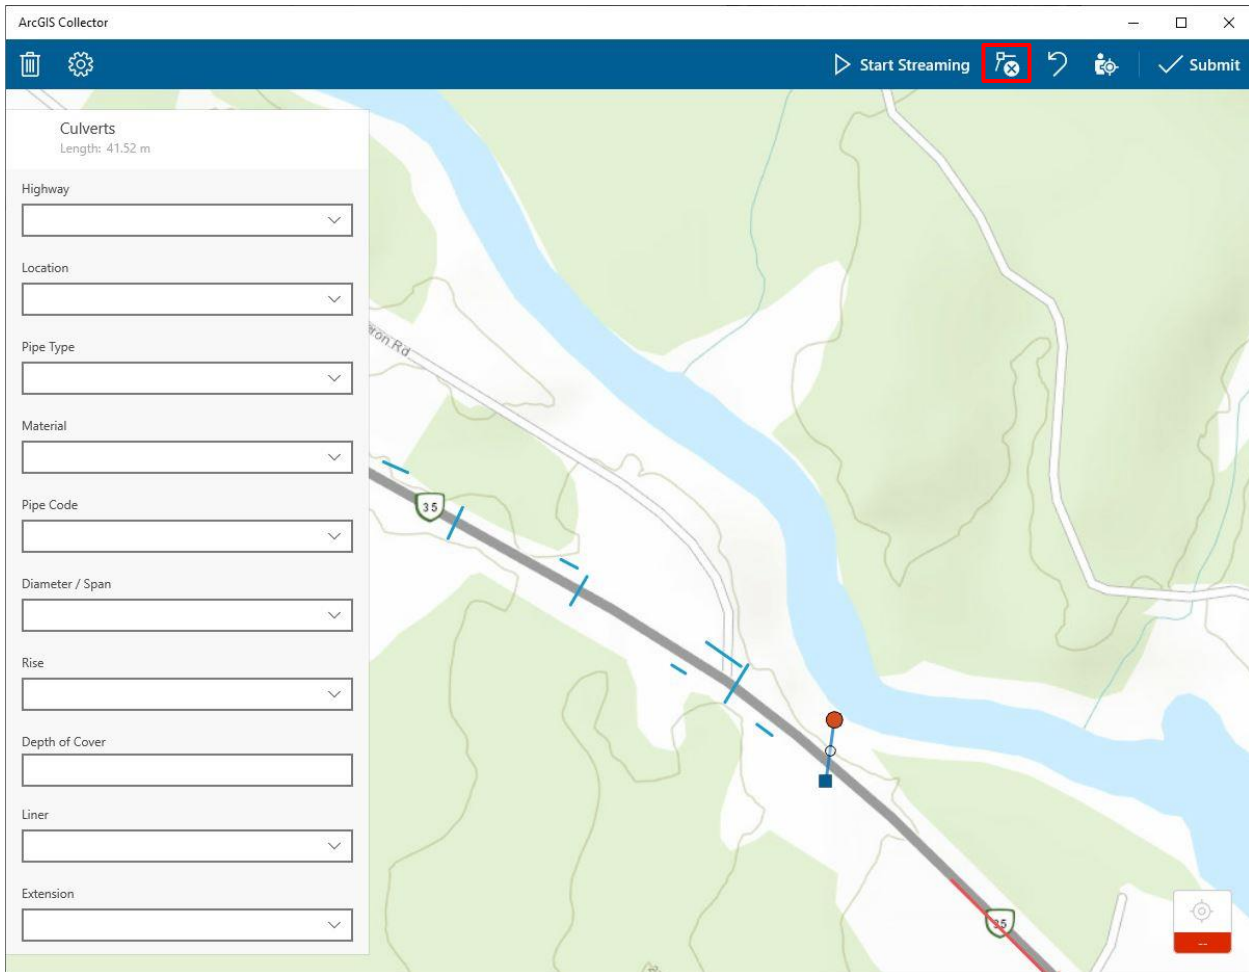 ArcGIS Collector
Start Streaming
Submit
Culverts
Length: 41.52 m
Highway
Location
Pipe Type
Material
Pipe Code
Diameter / Span
Rise
Depth of Cover
Liner
Extension
Rd
35
35
--